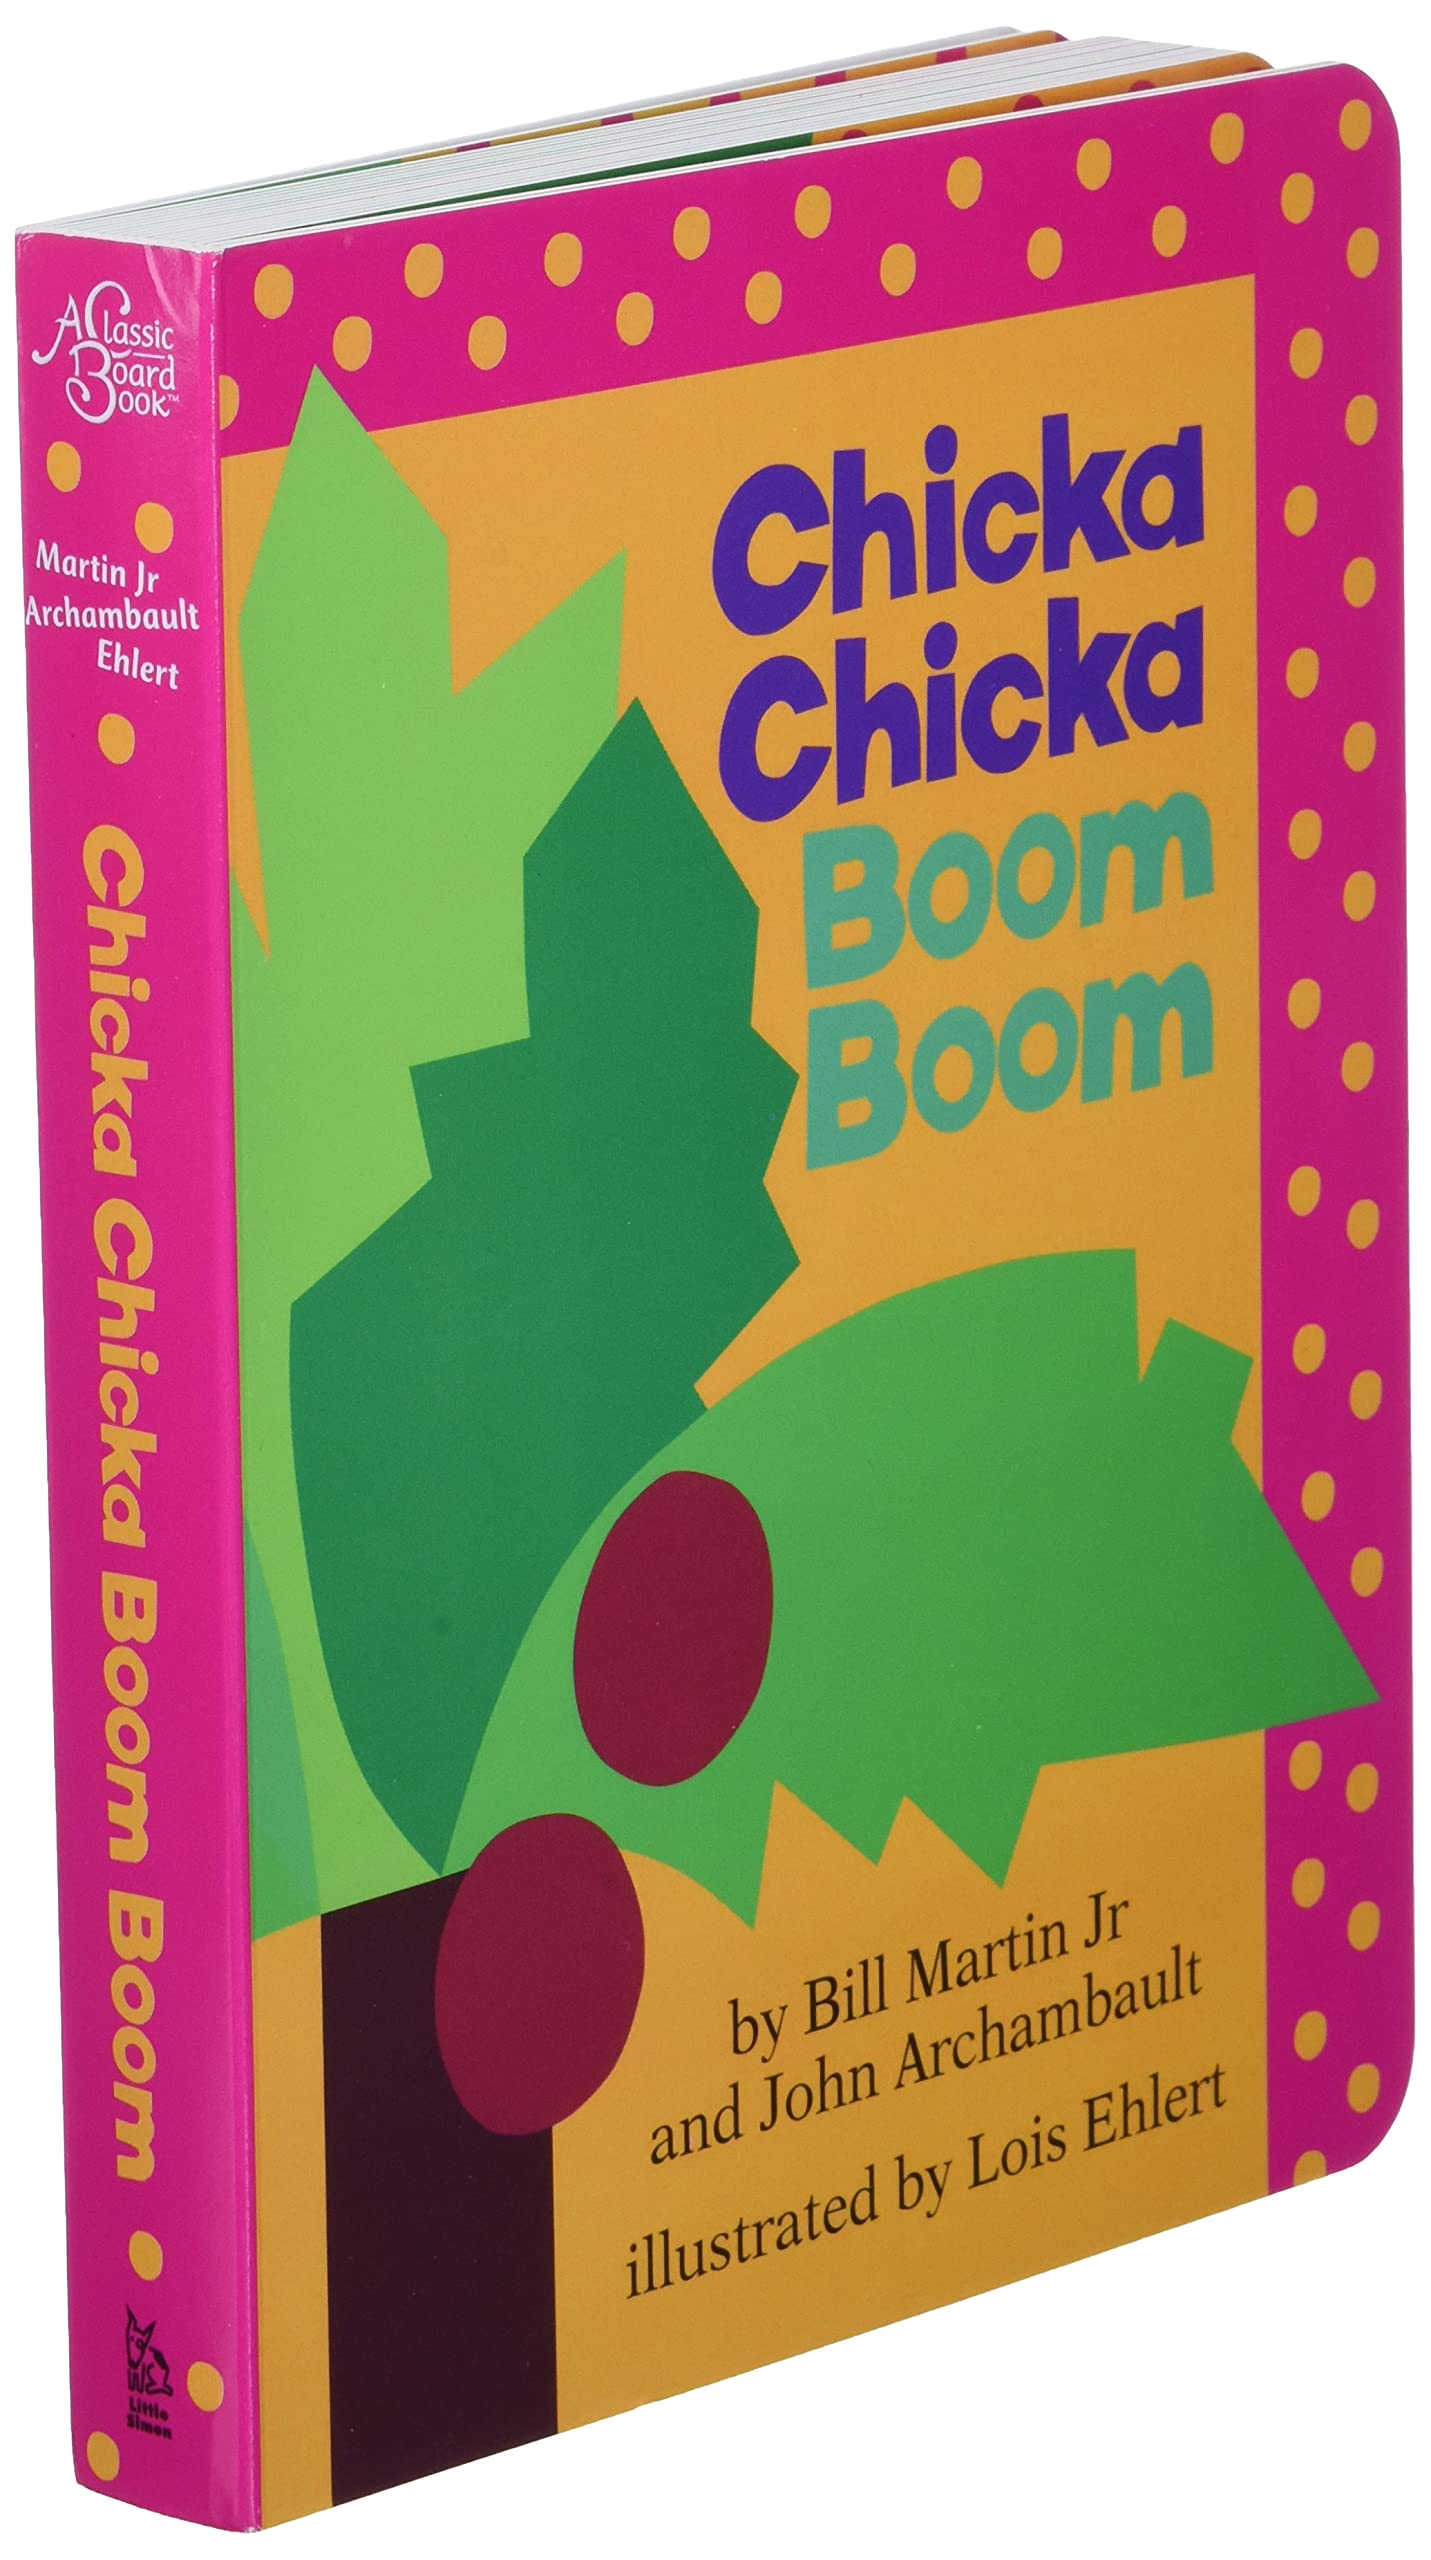 A Classic
Board
Book™
Martin Jr
Archambault
Ehlert
Chicka Chicka Boom Boom
Little
Simon
Chicka
Chicka
Boom
Boom
by Bill Martin Jr
and John Archambault
illustrated by Lois Ehlert